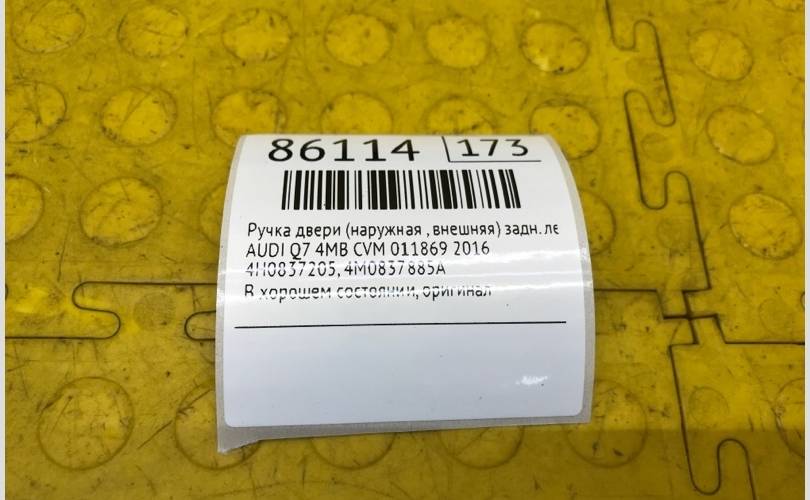 86114 173
Ручка двери (наружная , внешняя) задн. ле
AUDI Q7 4MB CVM 011869 2016
4H0837205, 4M0837885A
В хорошем состоянии, оригинал